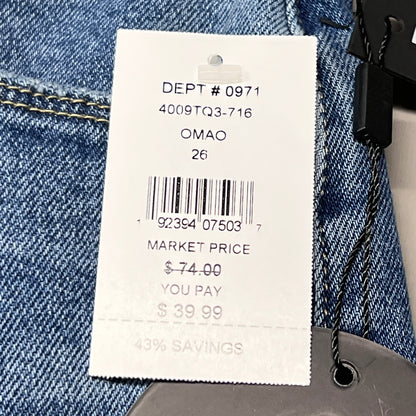 DEPT # 0971
4009TQ3-716
OMAO
26
1 92394 07503 7
MARKET PRICE
$ 74.00
YOU PAY
$ 39.99
43% SAVINGS